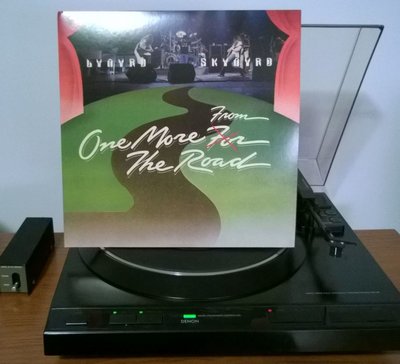 LYNYRD SKYNYRD
From
One More For
The Road
DENON